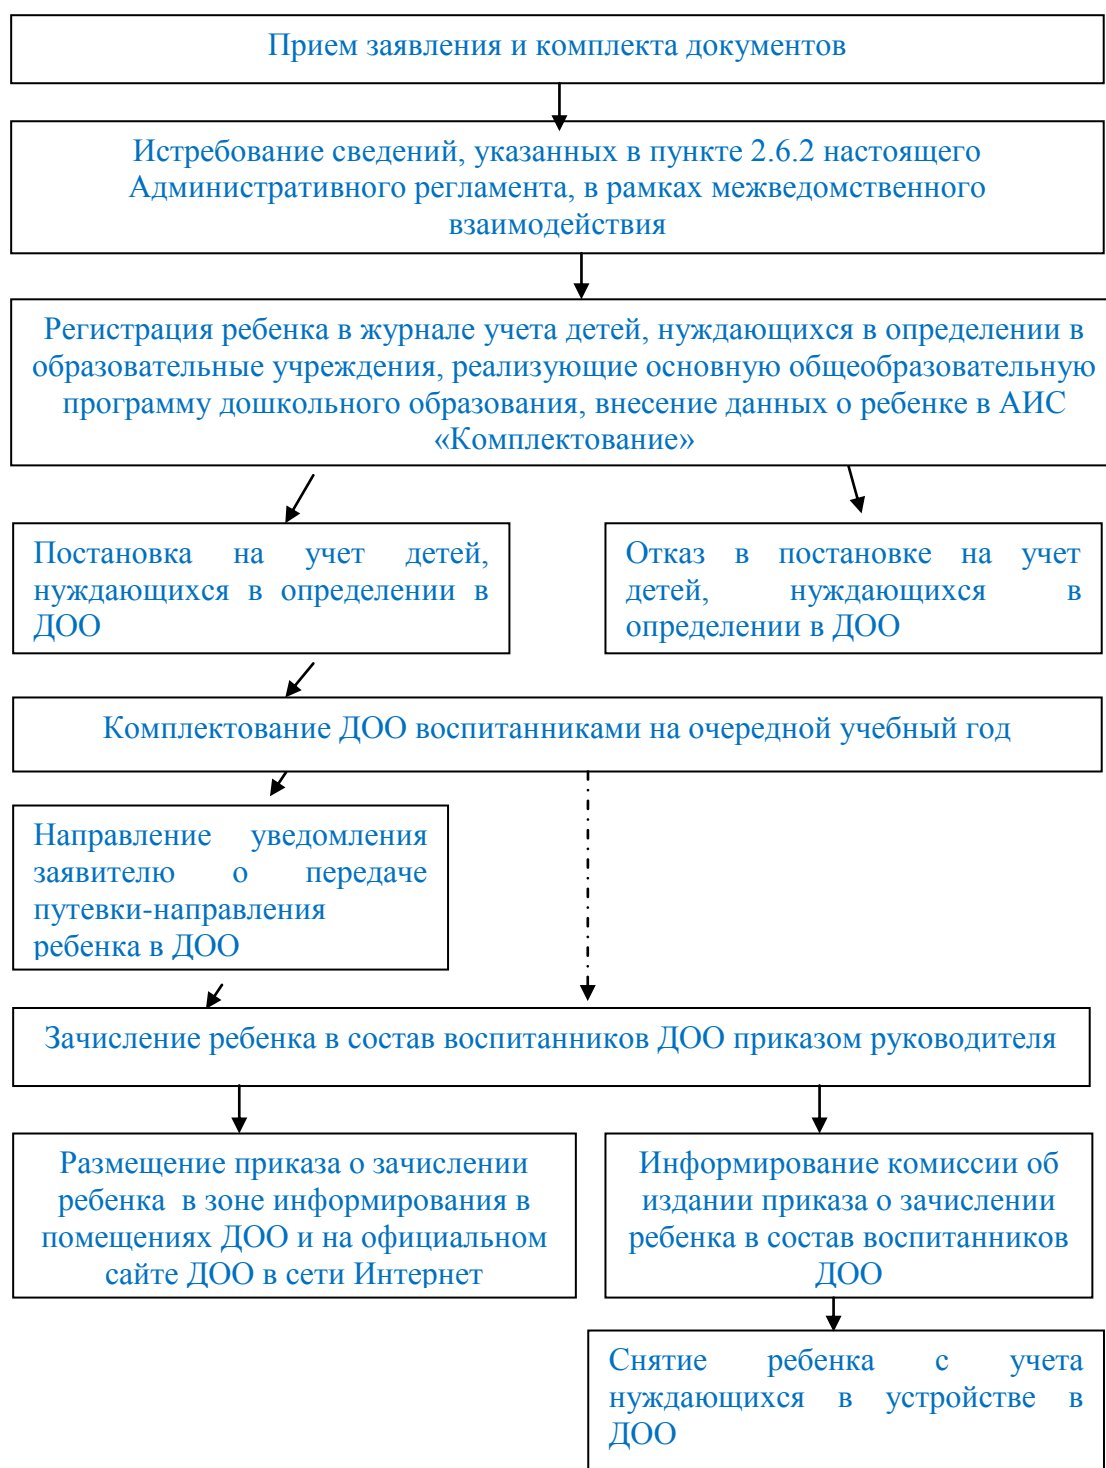 Прием заявления и комплекта документов
Истребование сведений, указанных в пункте 2.6.2 настоящего
Административного регламента, в рамках межведомственного
взаимодействия
Регистрация ребенка в журнале учета детей, нуждающихся в определении в
образовательные учреждения, реализующие основную общеобразовательную
программу дошкольного образования, внесение данных о ребенке в АИС
«Комплектование»
Постановка на учет детей,
нуждающихся в определении в
ДОО
Отказ в постановке на учет
детей, нуждающихся в
определении в ДОО
Комплектование ДОО воспитанниками на очередной учебный год
Направление уведомления
заявителю о передаче
путевки-направления
ребенка в ДОО
Зачисление ребенка в состав воспитанников ДОО приказом руководителя
Размещение приказа о зачислении
ребенка в зоне информирования в
помещениях ДОО и на официальном
сайте ДОО в сети Интернет
Информирование комиссии об
издании приказа о зачислении
ребенка в состав воспитанников
ДОО
Снятие ребенка с учета
нуждающихся в устройстве в
ДОО